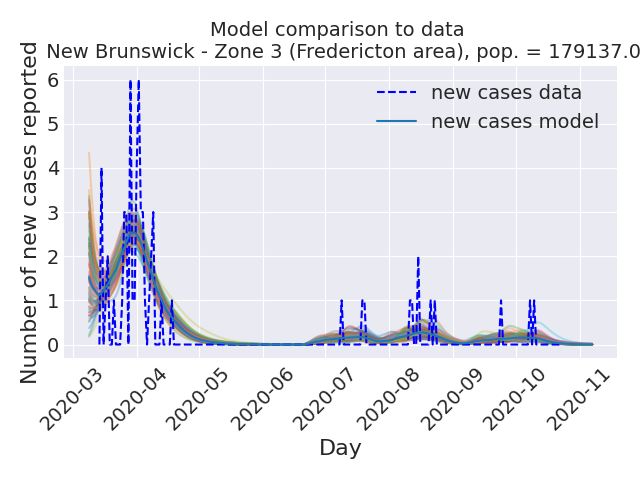 Model comparison to data
New Brunswick - Zone 3 (Fredericton area), pop. = 179137.0
Number of new cases reported
6
5
4
3
2
1
0
new cases data
new cases model
2020-03
2020-04
2020-05
2020-06
2020-07
2020-08
2020-09
2020-10
2020-11
Day